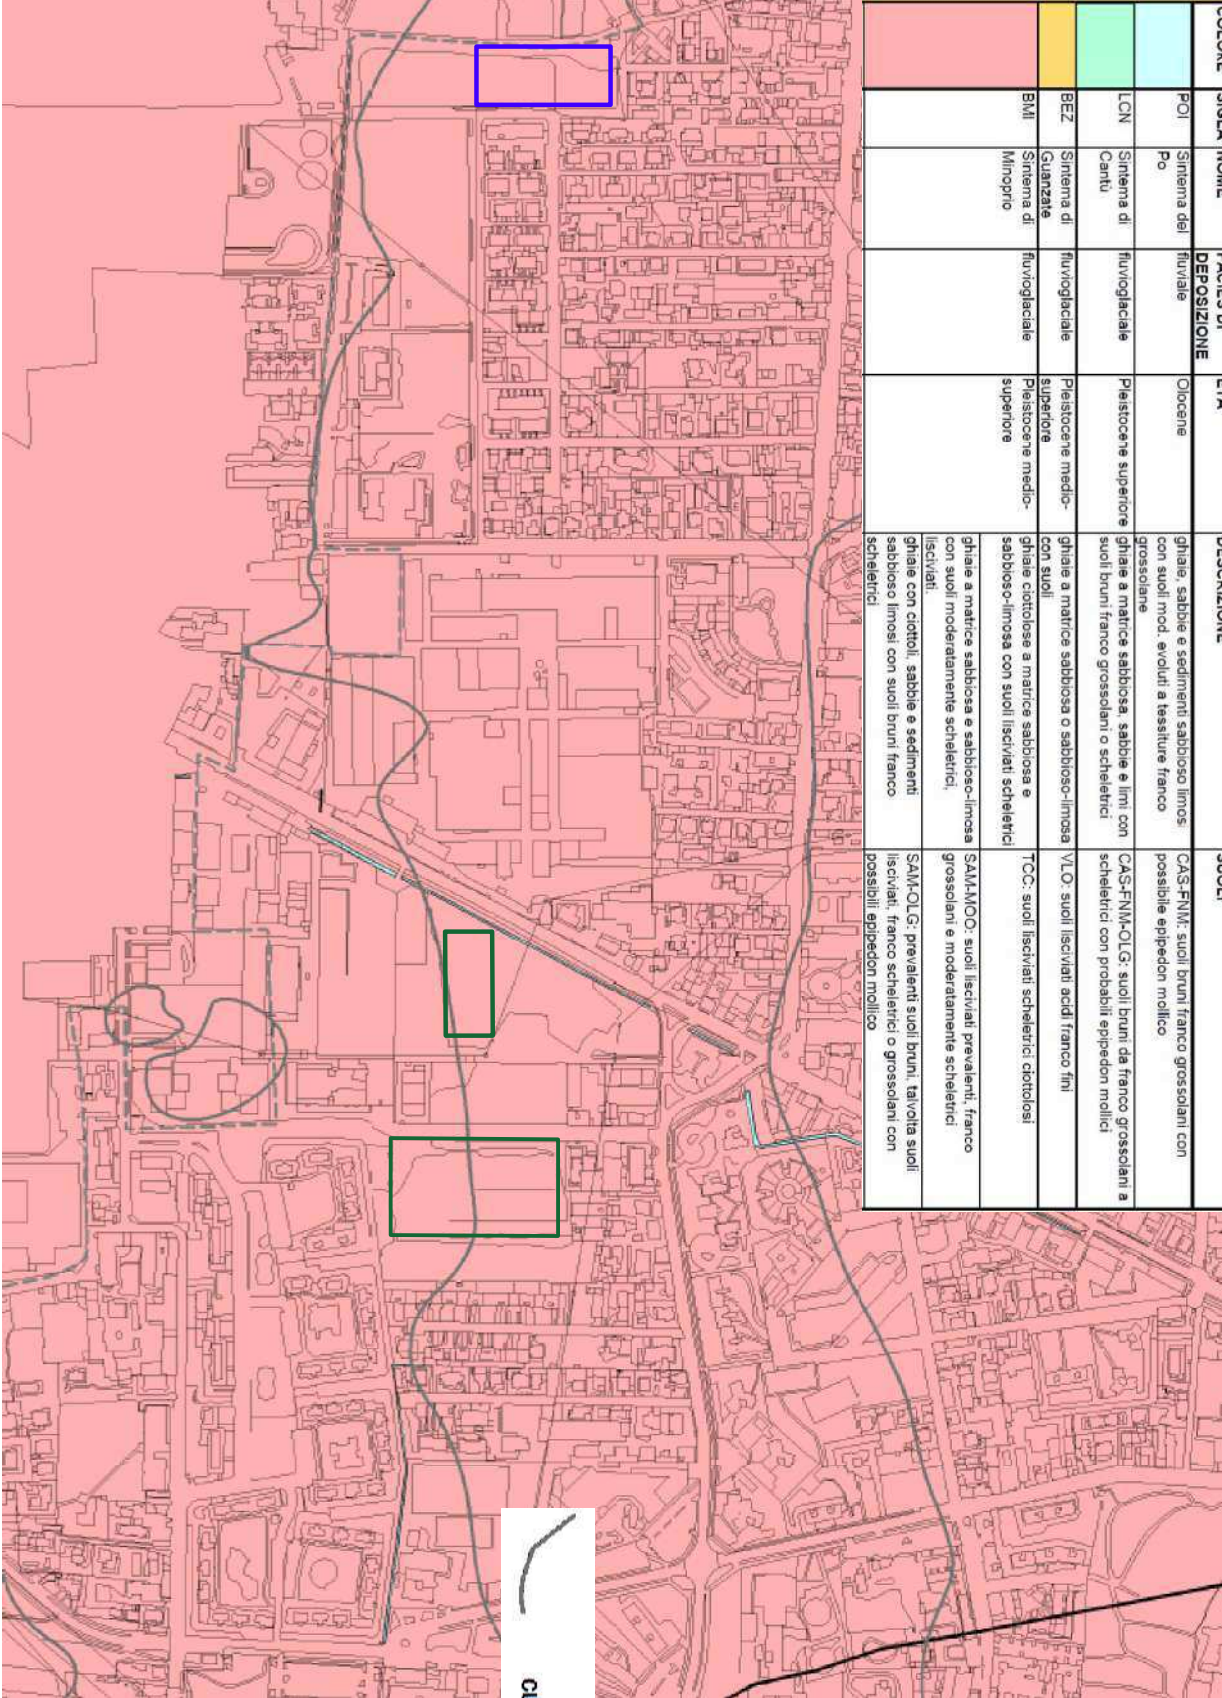 DEPOSIZIONE
POI
Sintema del
Po
fluviale
Olocene
ghiaie, sabbie e sedimenti sabbioso limosi
con suoli mod. evoluti a tessiture franco
grossolane
CAS-FNM: suoli bruni franco grossolani con
possibile epipedon mollico
LCN
Sintema di
Cantù
fluvioglaciale
Pleistocene superiore
ghiaie a matrice sabbiosa, sabbie e limi con
suoli bruni franco grossolani o scheletrici
CAS-FNM-OLG: suoli bruni da franco grossolani a
scheletrici con probabili epipedon mollici
BEZ
Sintema di
Guanzate
fluvioglaciale
Pleistocene medio-
superiore
ghiaie a matrice sabbiosa o sabbioso-limosa
con suoli
VLO: suoli lisciviati acidi franco fini
BMI
Sintema di
Minoprio
fluvioglaciale
Pleistocene medio-
superiore
ghiaie ciottolose a matrice sabbiosa e
sabbioso-limosa con suoli lisciviati scheletrici
TCC: suoli lisciviati scheletrici ciottolosi
ghiaie a matrice sabbiosa e sabbioso-limosa
con suoli moderatamente scheletrici,
lisciviati.
SAM-MOO: suoli lisciviati prevalenti, franco
grossolani e moderatamente scheletrici
ghiaie con ciottoli, sabbie e sedimenti
sabbioso limosi con suoli bruni franco
scheletrici
SAM-OLG: prevalenti suoli bruni, talvolta suoli
lisciviati, franco scheletrici o grossolani con
possibili epipedon mollico